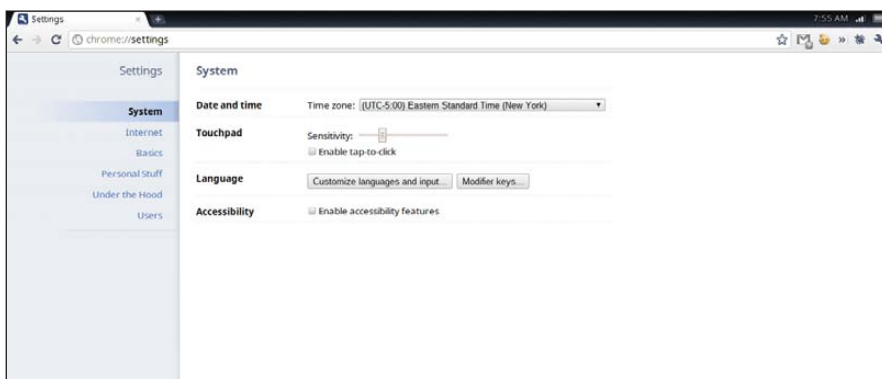 Settings
7:55 AM
chrome://settings
Settings
System
Internet
Basics
Personal Stuff
Under the Hood
Users
System
Date and time
Time zone: (UTC-5:00) Eastern Standard Time (New York)
Touchpad
Sensitivity:
Enable tap-to-click
Language
Customize languages and input... Modifier keys...
Accessibility
Enable accessibility features